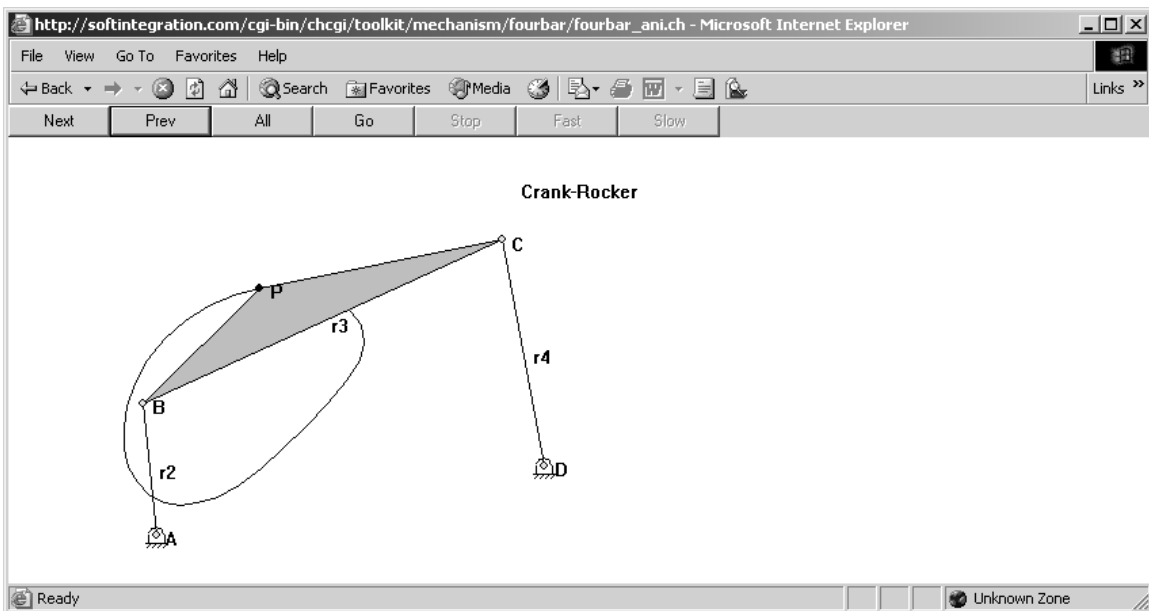 http://softintegration.com/cgi-bin/chcgi/toolkit/mechanism/fourbar/fourbar_ani.ch - Microsoft Internet Explorer
File View Go To Favorites Help
Back Search Favorites Media Links »
Next Prev All Go Stop Fast Slow
Crank-Rocker
C
P
r3
r4
B
r2
D
A
Ready Unknown Zone